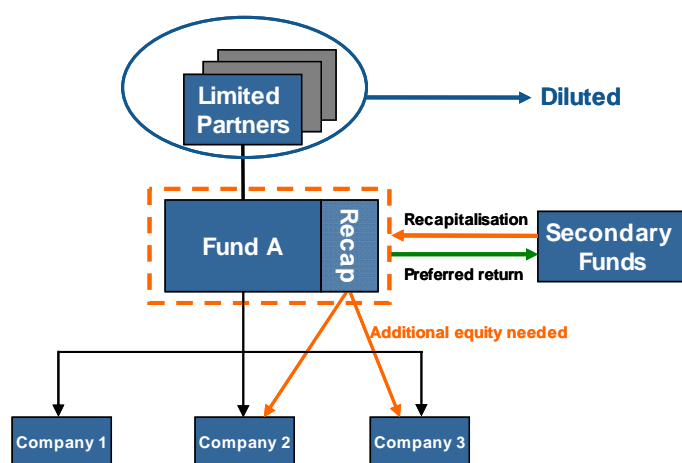 Limited
Partners
Diluted
Fund A
Recap
Recapitalisation
Preferred return
Secondary
Funds
Additional equity needed
Company 1
Company 2
Company 3